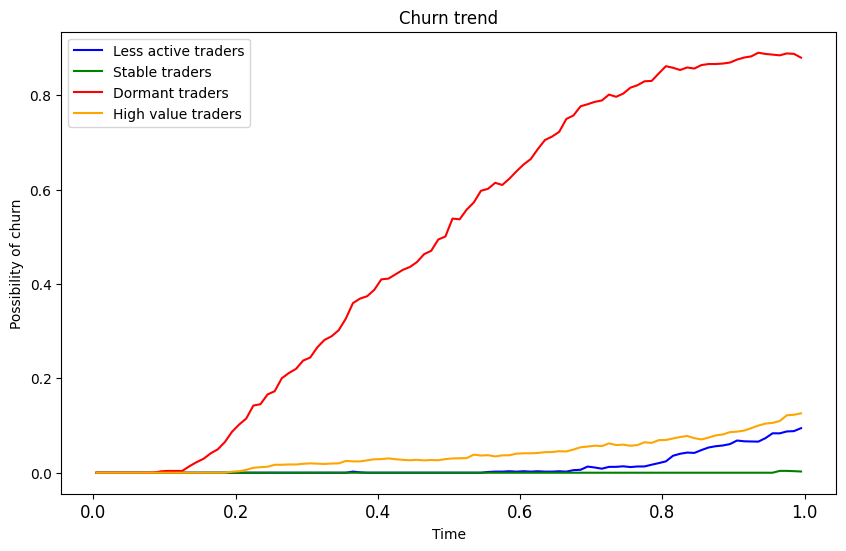 Churn trend
Less active traders
Stable traders
Dormant traders
High value traders
Possibility of churn
0.8
0.6
0.4
0.2
0.0
0.0 0.2 0.4 0.6 0.8 1.0
Time